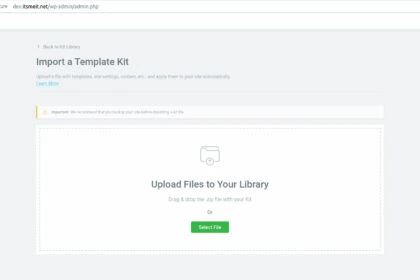 dev.itsmeit.net/wp-admin/admin.php
Back to Kit Library
Import a Template Kit
Upload a file with templates, site settings, content, etc., and apply them to your site automatically.
Learn More
Important: We recommend that you backup your site before importing a kit file.
Upload Files to Your Library
Drag & drop the .zip file with your Kit
Or
Select File